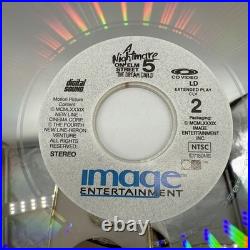 A Nightmare
ON ELM
STREET 5
THE DREAM CHILD
digital
sound
Motion Picture
Content
© MCMLXXXIX
NEW LINE
CINEMA CORP.
© THE FOURTH
NEW LINE-HERON
VENTURE
ALL RIGHTS
RESERVED.
STEREO
CD VIDEO
LD
EXTENDED PLAY
CLV
2
Packaging:
© MCMLXXXIX
IMAGE
ENTERTAINMENT
INC.
NTSC
image
ENTERTAINMENT